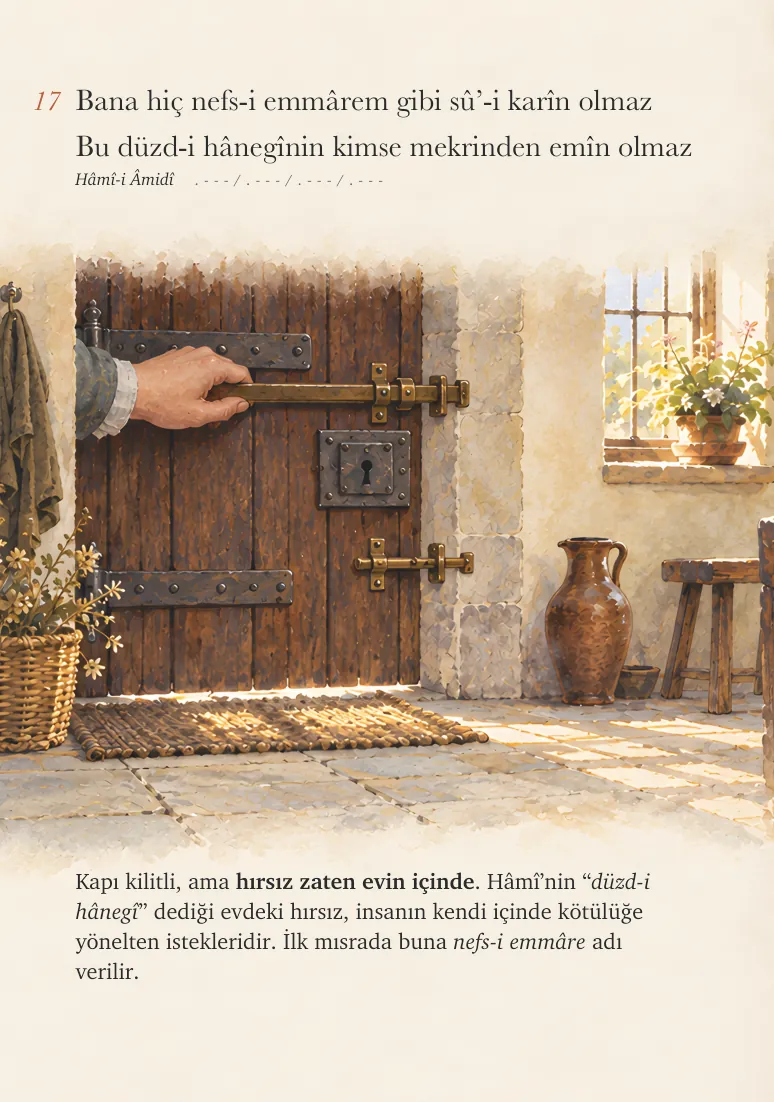 17 Bana hiç nefs-i emmârem gibi sû’-i karîn olmaz
Bu düzd-i hânegînin kimse mekrinden emîn olmaz
Hâmî-i Âmidî . - - - / . - - - / . - - - / . - - -
Kapı kilitli, ama hırsız zaten evin içinde. Hâmî’nin “düzd-i
hânegî” dediği evdeki hırsız, insanın kendi içinde kötülüğe
yönelten istekleridir. İlk mısrada buna nefs-i emmâre adı
verilir.